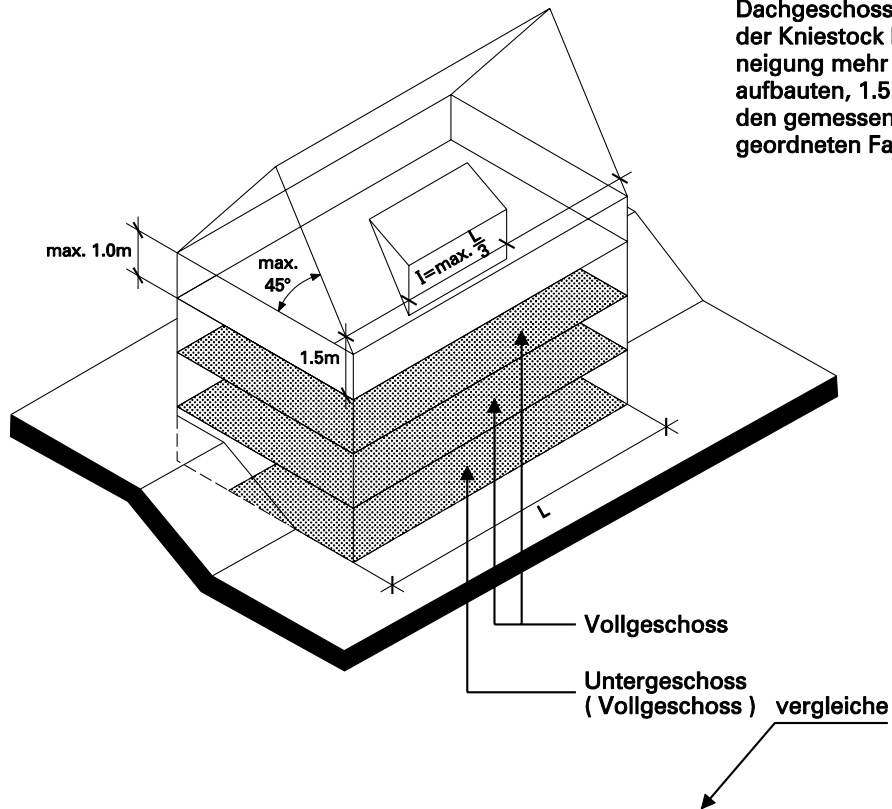 Dachgeschoss
der Kniestock
neigung mehr
aufbauten, 1.5
den gemessen
geordneten Fa
max. 1.0m
max.
45°
I=max. L/3
1.5m
L
Vollgeschoss
Untergeschoss
( Vollgeschoss ) vergleiche